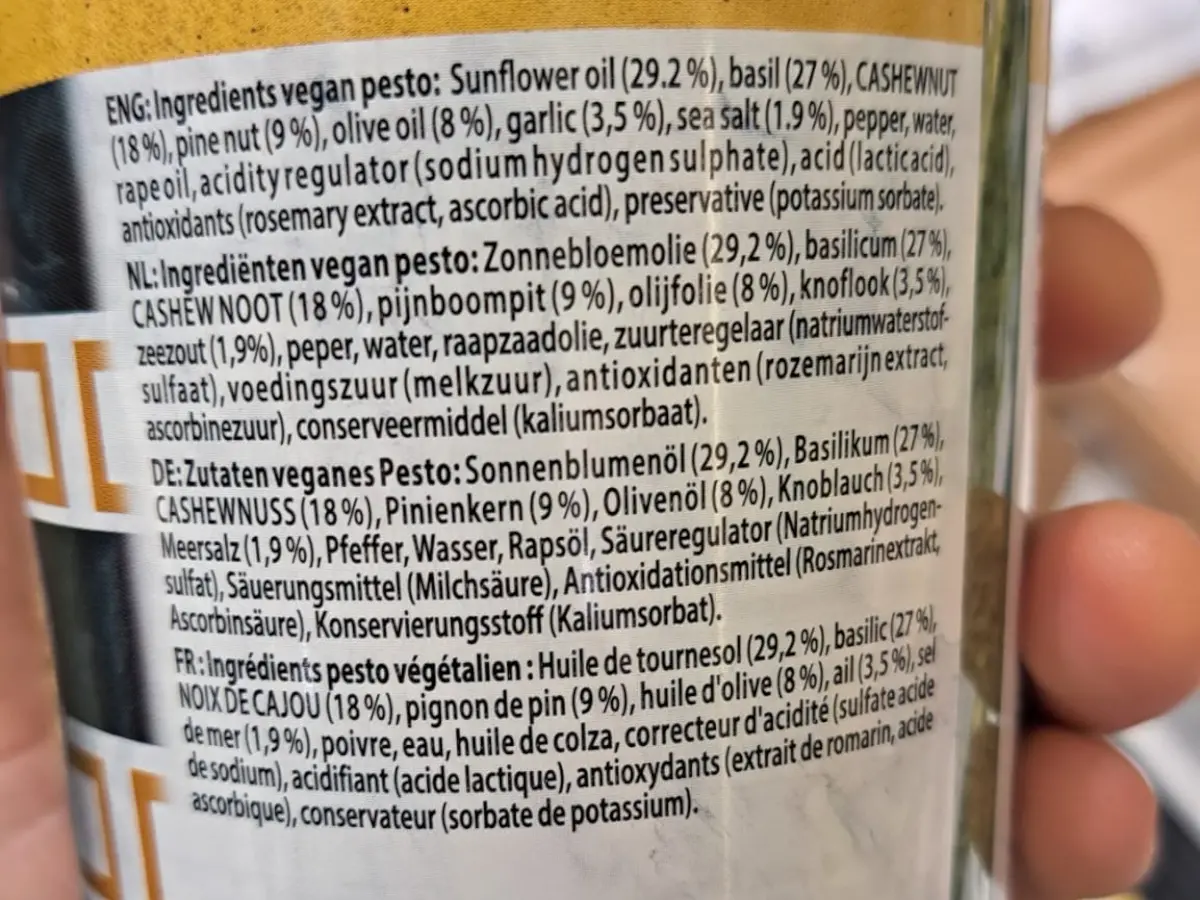 ENG: Ingredients vegan pesto: Sunflower oil (29.2 %), basil (27 %), CASHEWNUT
(18 %), pine nut (9 %), olive oil (8 %), garlic (3,5 %), sea salt (1.9 %), pepper, water,
rape oil, acidity regulator (sodium hydrogen sulphate), acid (lactic acid),
antioxidants (rosemary extract, ascorbic acid), preservative (potassium sorbate).
NL: Ingrediënten vegan pesto: Zonnebloemolie (29,2 %), basilicum (27 %),
CASHEW NOOT (18 %), pijnboompit (9 %), olijfolie (8 %), knoflook (3,5 %),
zeezout (1,9%), peper, water, raapzaadolie, zuurteregelaar (natriumwaterstof-
sulfaat), voedingszuur (melkzuur), antioxidanten (rozemarijn extract,
ascorbinezuur), conserveermiddel (kaliumsorbaat).
DE: Zutaten veganes Pesto: Sonnenblumenöl (29,2 %), Basilikum (27 %),
CASHEWNUSS (18 %), Pinienkern (9 %), Olivenöl (8 %), Knoblauch (3,5 %),
Meersalz (1,9 %), Pfeffer, Wasser, Rapsöl, Säureregulator (Natriumhydrogen-
sulfat), Säuerungsmittel (Milchsäure), Antioxidationsmittel (Rosmarinextrakt,
Ascorbinsäure), Konservierungsstoff (Kaliumsorbat).
FR: Ingrédients pesto végétalien : Huile de tournesol (29,2 %), basilic (27 %),
NOIX DE CAJOU (18 %), pignon de pin (9 %), huile d'olive (8 %), ail (3,5 %), sel
de mer (1,9 %), poivre, eau, huile de colza, correcteur d'acidité (sulfate acide
de sodium), acidifiant (acide lactique), antioxydants (extrait de romarin, acide
ascorbique), conservateur (sorbate de potassium).